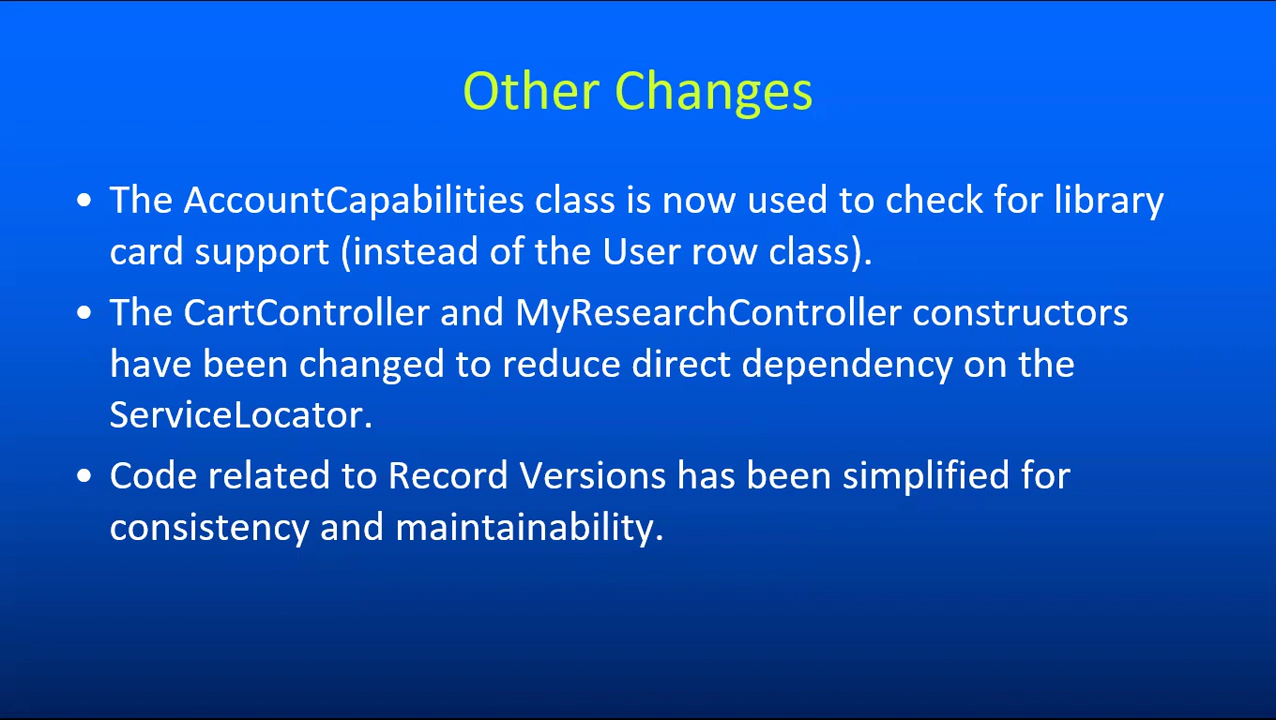 Other Changes
• The AccountCapabilities class is now used to check for library
card support (instead of the User row class).
• The CartController and MyResearchController constructors
have been changed to reduce direct dependency on the
ServiceLocator.
• Code related to Record Versions has been simplified for
consistency and maintainability.